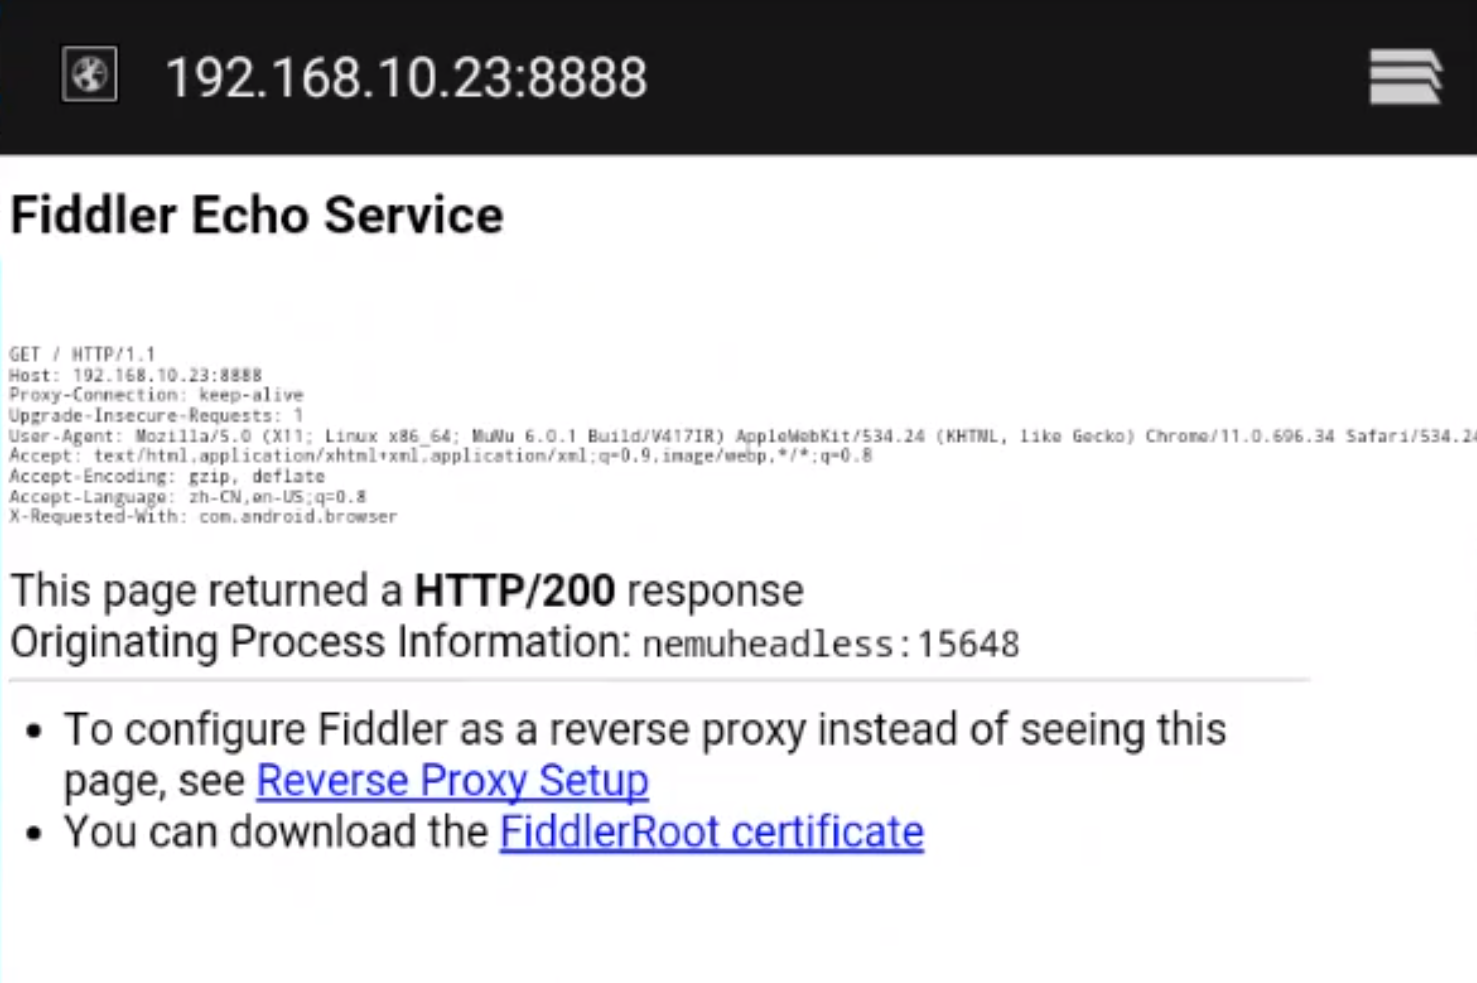 192.168.10.23:8888
Fiddler Echo Service
GET / HTTP/1.1
Host: 192.168.10.23:8888
Proxy-Connection: keep-alive
Upgrade-Insecure-Requests: 1
User-Agent: Mozilla/5.0 (X11; Linux x86_64; MuMu 6.0.1 Build/V417IR) AppleWebKit/534.24 (KHTML, like Gecko) Chrome/11.0.696.34 Safari/534.24
Accept: text/html,application/xhtml+xml,application/xml;q=0.9,image/webp,*/*;q=0.8
Accept-Encoding: gzip, deflate
Accept-Language: zh-CN,en-US;q=0.8
X-Requested-With: com.android.browser
This page returned a HTTP/200 response
Originating Process Information: nemuheadless:15648
• To configure Fiddler as a reverse proxy instead of seeing this
page, see Reverse Proxy Setup
• You can download the FiddlerRoot certificate